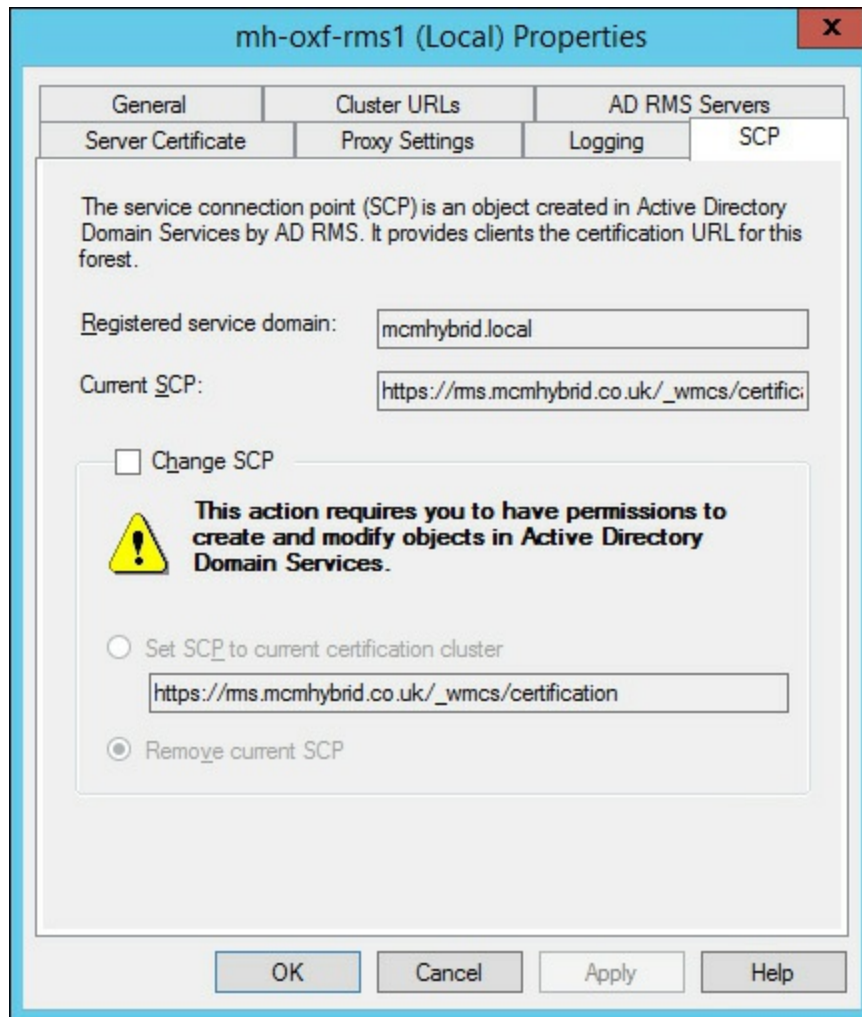 mh-oxf-rms1 (Local) Properties
x
General
Cluster URLs
AD RMS Servers
Server Certificate
Proxy Settings
Logging
SCP
The service connection point (SCP) is an object created in Active Directory
Domain Services by AD RMS. It provides clients the certification URL for this
forest.
Registered service domain:
mcmhybrid.local
Current SCP:
https://rms.mcmhybrid.co.uk/_wmcs/certific
Change SCP
This action requires you to have permissions to
create and modify objects in Active Directory
Domain Services.
Set SCP to current certification cluster
https://rms.mcmhybrid.co.uk/_wmcs/certification
Remove current SCP
OK
Cancel
Apply
Help